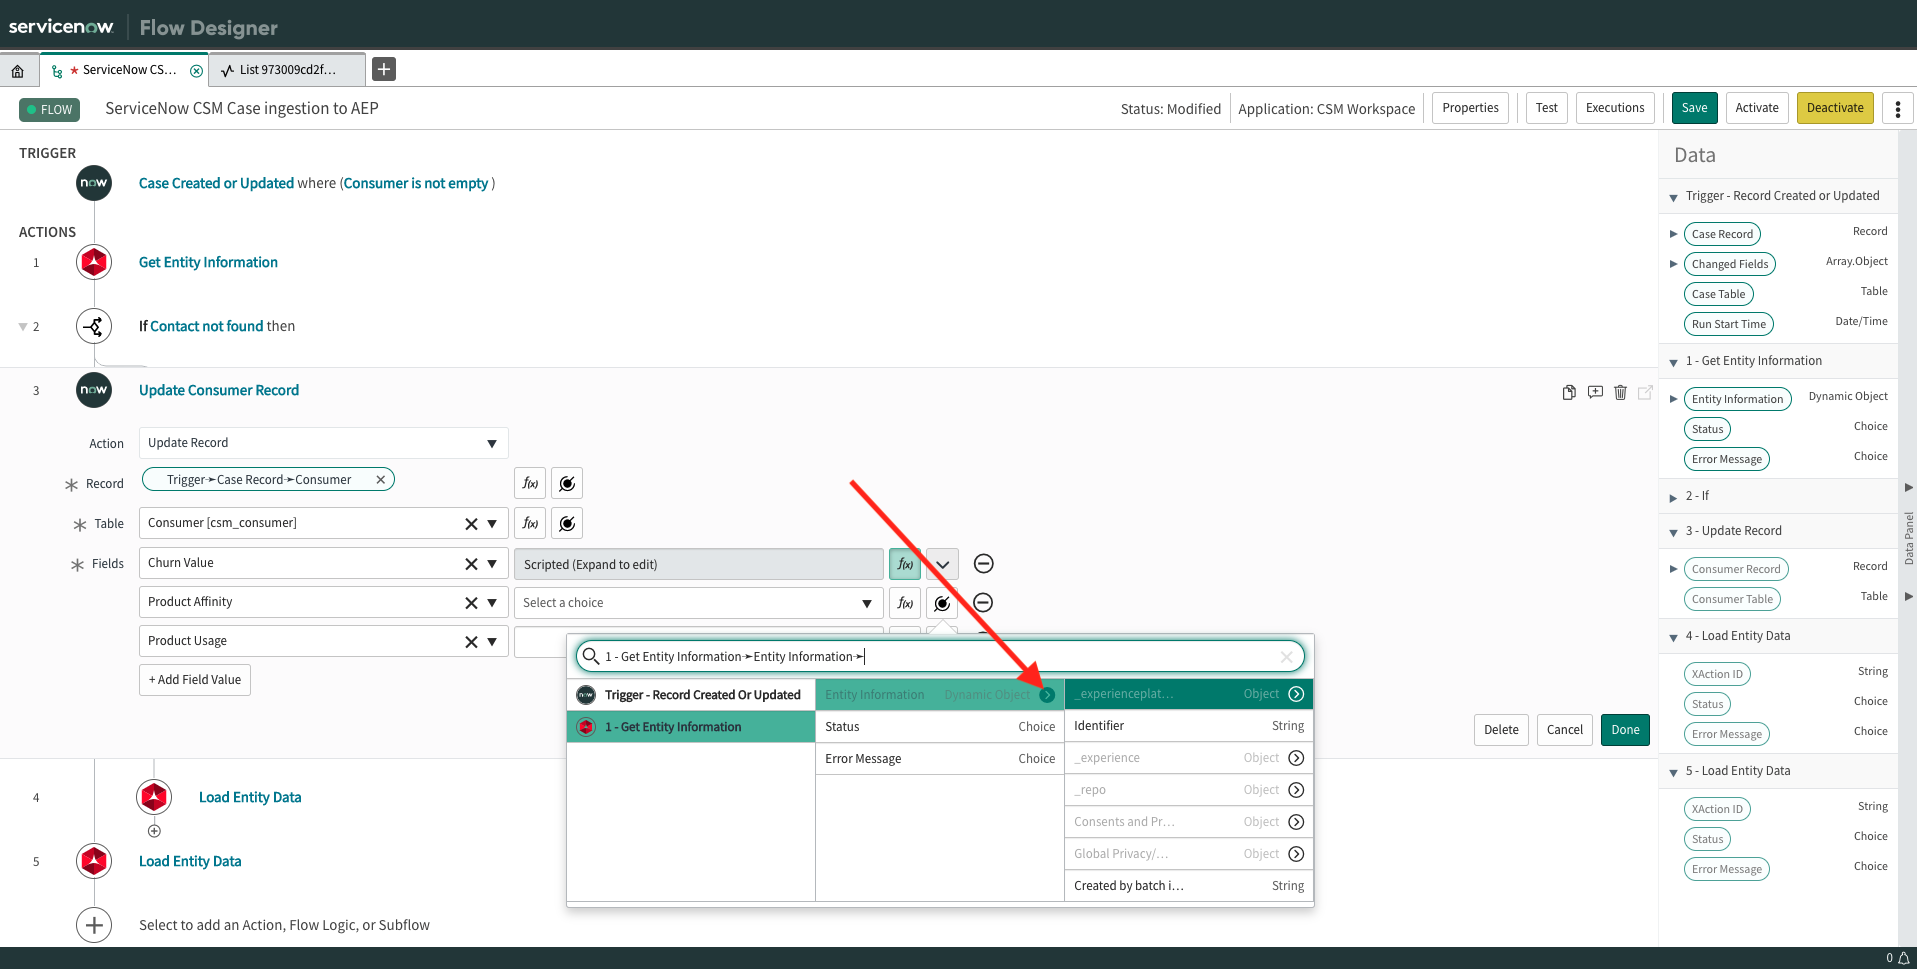 servicenow Flow Designer
ServiceNow CS... List 973009cd2f...
FLOW ServiceNow CSM Case ingestion to AEP Status: Modified Application: CSM Workspace Properties Test Executions Save Activate Deactivate
TRIGGER
now Case Created or Updated where (Consumer is not empty )
ACTIONS
1 Get Entity Information
2 If Contact not found then
3 now Update Consumer Record
Action Update Record
Record Trigger➛Case Record➛Consumer f(x)
Table Consumer [csm_consumer] f(x)
Fields Churn Value Scripted (Expand to edit) f(x)
Product Affinity Select a choice f(x)
Product Usage
+ Add Field Value
1 - Get Entity Information➛Entity Information➛
now Trigger - Record Created Or Updated Entity Information Dynamic Object _experienceplat... Object
1 - Get Entity Information Status Choice Identifier String
Error Message Choice _experience Object
_repo Object
Consents and Pr... Object
Global Privacy/... Object
Created by batch i... String
Delete Cancel Done
4 Load Entity Data
5 Load Entity Data
Select to add an Action, Flow Logic, or Subflow
Data
Trigger - Record Created or Updated
Case Record Record
Changed Fields Array.Object
Case Table Table
Run Start Time Date/Time
1 - Get Entity Information
Entity Information Dynamic Object
Status Choice
Error Message Choice
2 - If
3 - Update Record
Consumer Record Record
Consumer Table Table
4 - Load Entity Data
XAction ID String
Status Choice
Error Message Choice
5 - Load Entity Data
XAction ID String
Status Choice
Error Message Choice
Data Panel
0